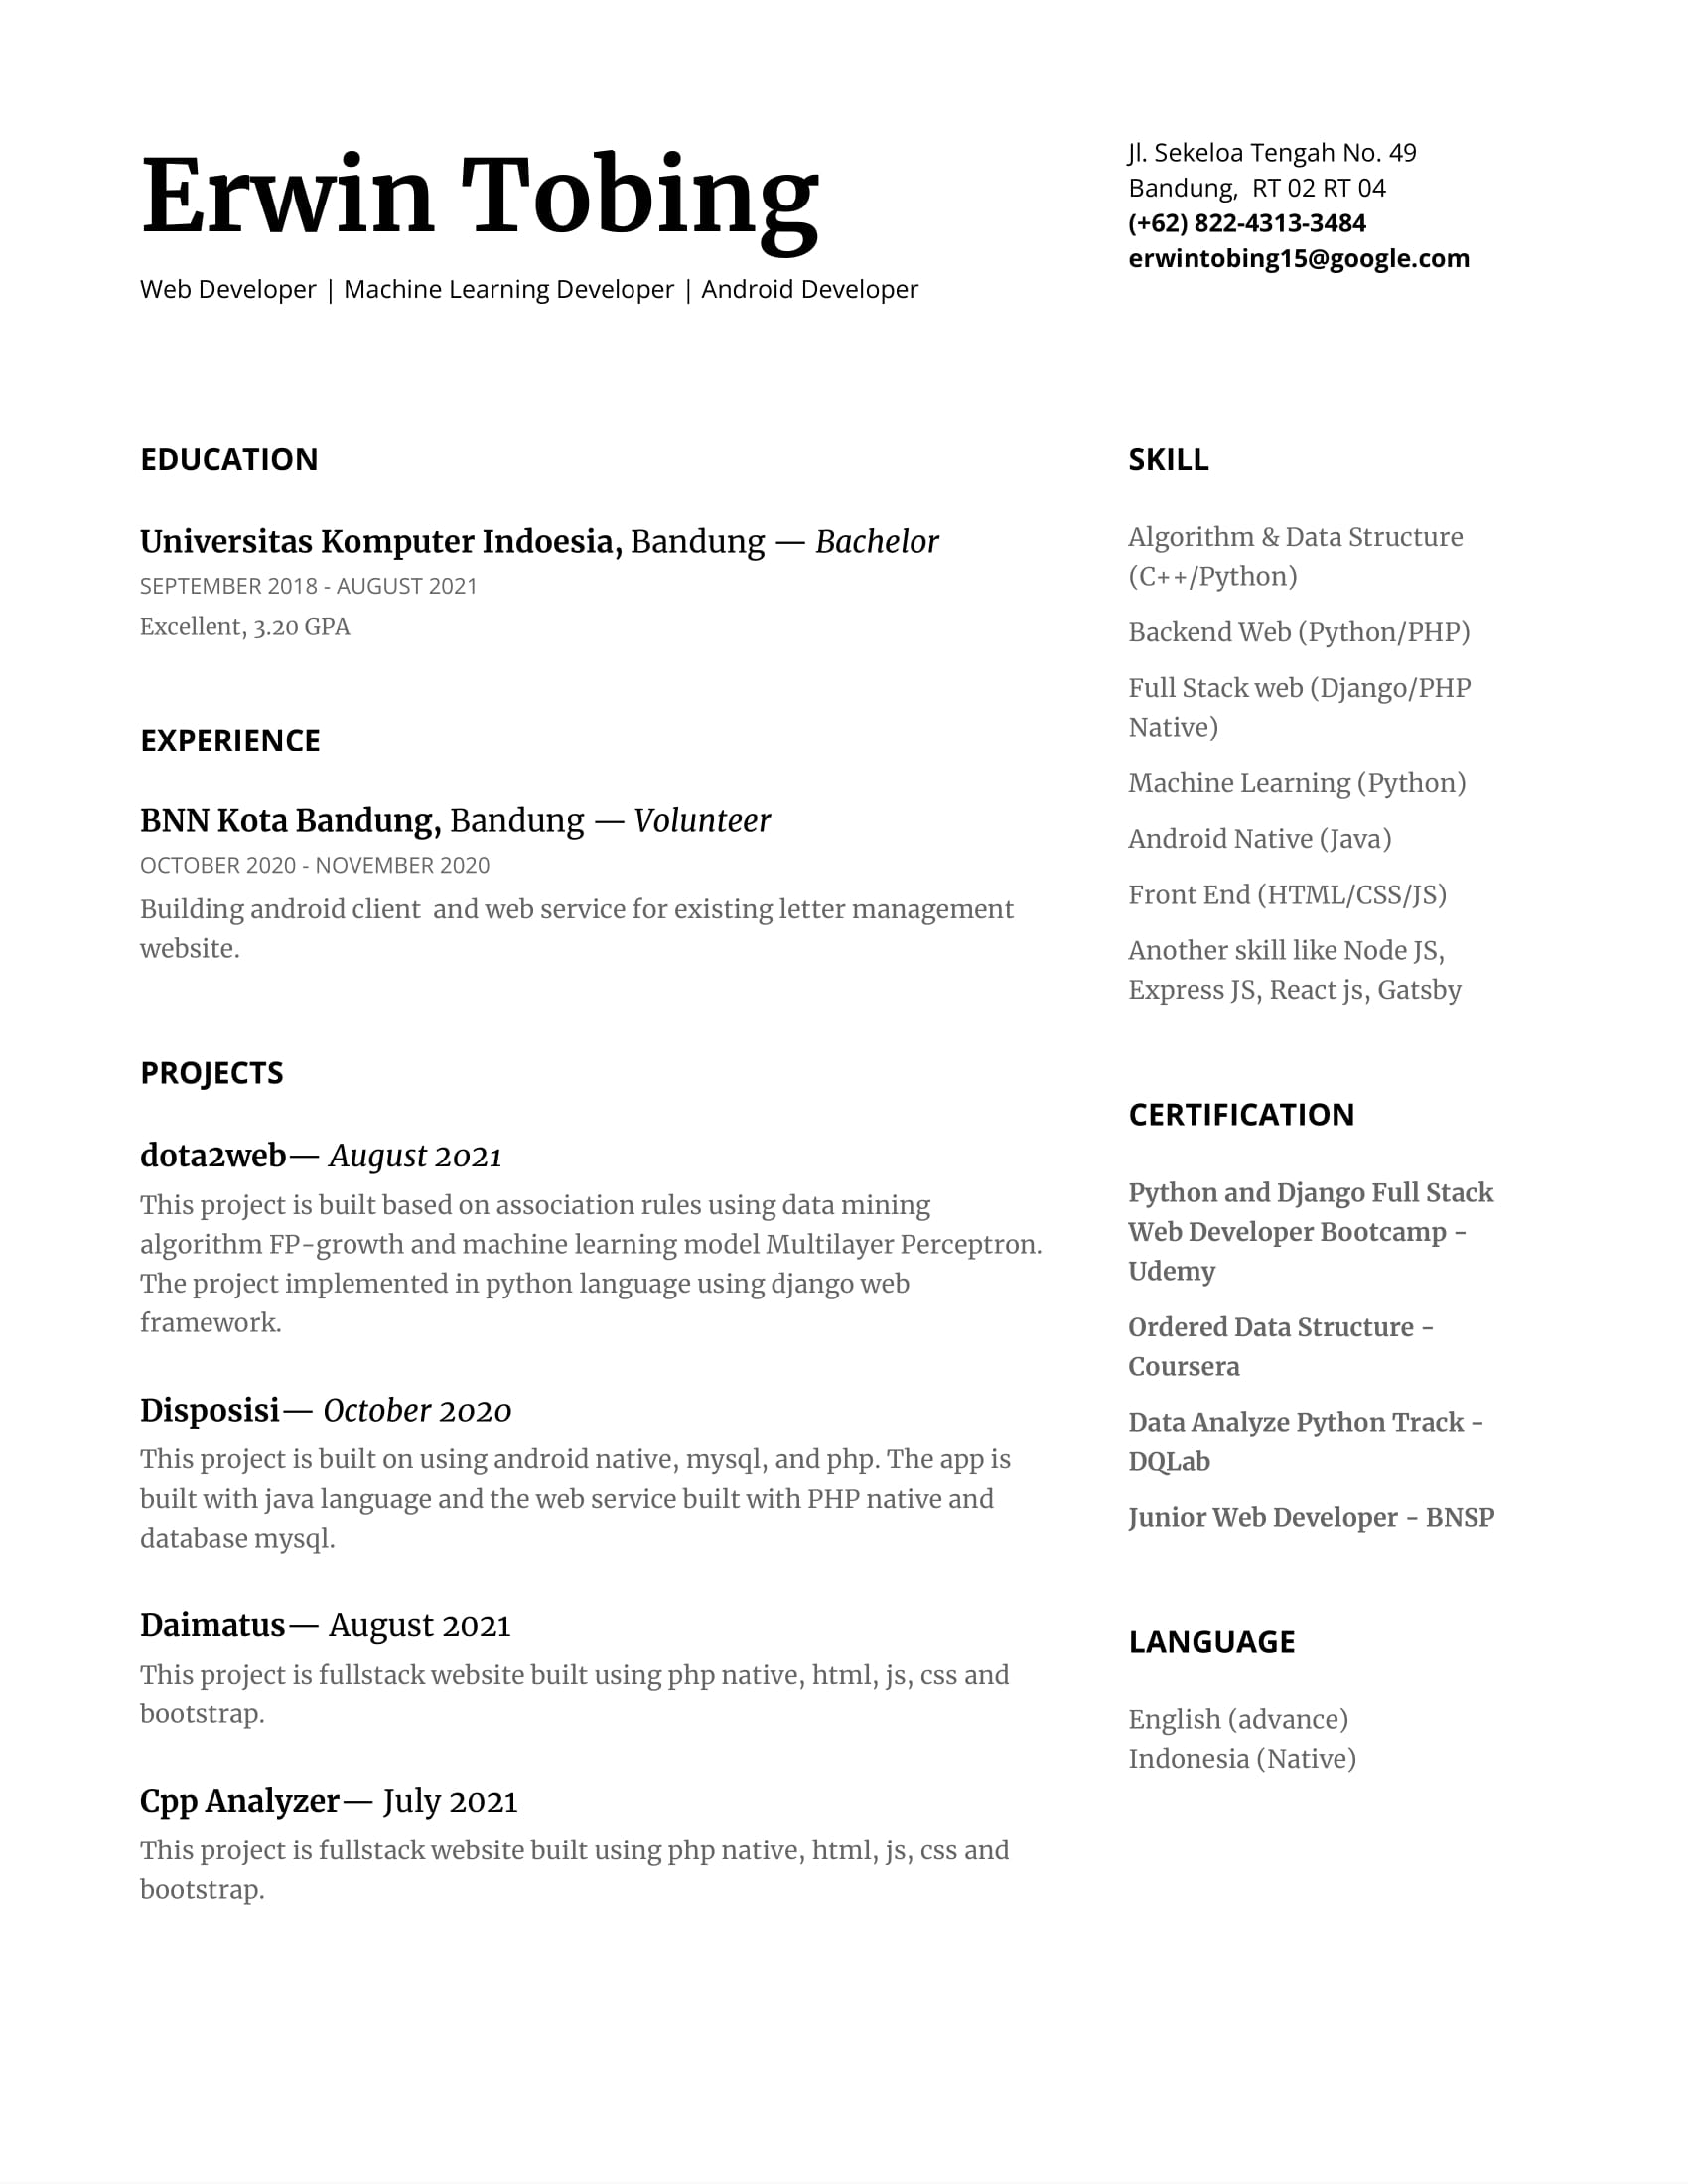 Erwin Tobing
Web Developer | Machine Learning Developer | Android Developer
Jl. Sekeloa Tengah No. 49
Bandung,  RT 02 RT 04
(+62) 822-4313-3484
erwintobing15@google.com
EDUCATION
Universitas Komputer Indoesia, Bandung — Bachelor
SEPTEMBER 2018 - AUGUST 2021
Excellent, 3.20 GPA
EXPERIENCE
BNN Kota Bandung, Bandung — Volunteer
OCTOBER 2020 - NOVEMBER 2020
Building android client  and web service for existing letter management
website.
PROJECTS
dota2web— August 2021
This project is built based on association rules using data mining
algorithm FP-growth and machine learning model Multilayer Perceptron.
The project implemented in python language using django web
framework.
Disposisi— October 2020
This project is built on using android native, mysql, and php. The app is
built with java language and the web service built with PHP native and
database mysql.
Daimatus— August 2021
This project is fullstack website built using php native, html, js, css and
bootstrap.
Cpp Analyzer— July 2021
This project is fullstack website built using php native, html, js, css and
bootstrap.
SKILL
Algorithm & Data Structure
(C++/Python)
Backend Web (Python/PHP)
Full Stack web (Django/PHP
Native)
Machine Learning (Python)
Android Native (Java)
Front End (HTML/CSS/JS)
Another skill like Node JS,
Express JS, React js, Gatsby
CERTIFICATION
Python and Django Full Stack
Web Developer Bootcamp -
Udemy
Ordered Data Structure -
Coursera
Data Analyze Python Track -
DQLab
Junior Web Developer - BNSP
LANGUAGE
English (advance)
Indonesia (Native)